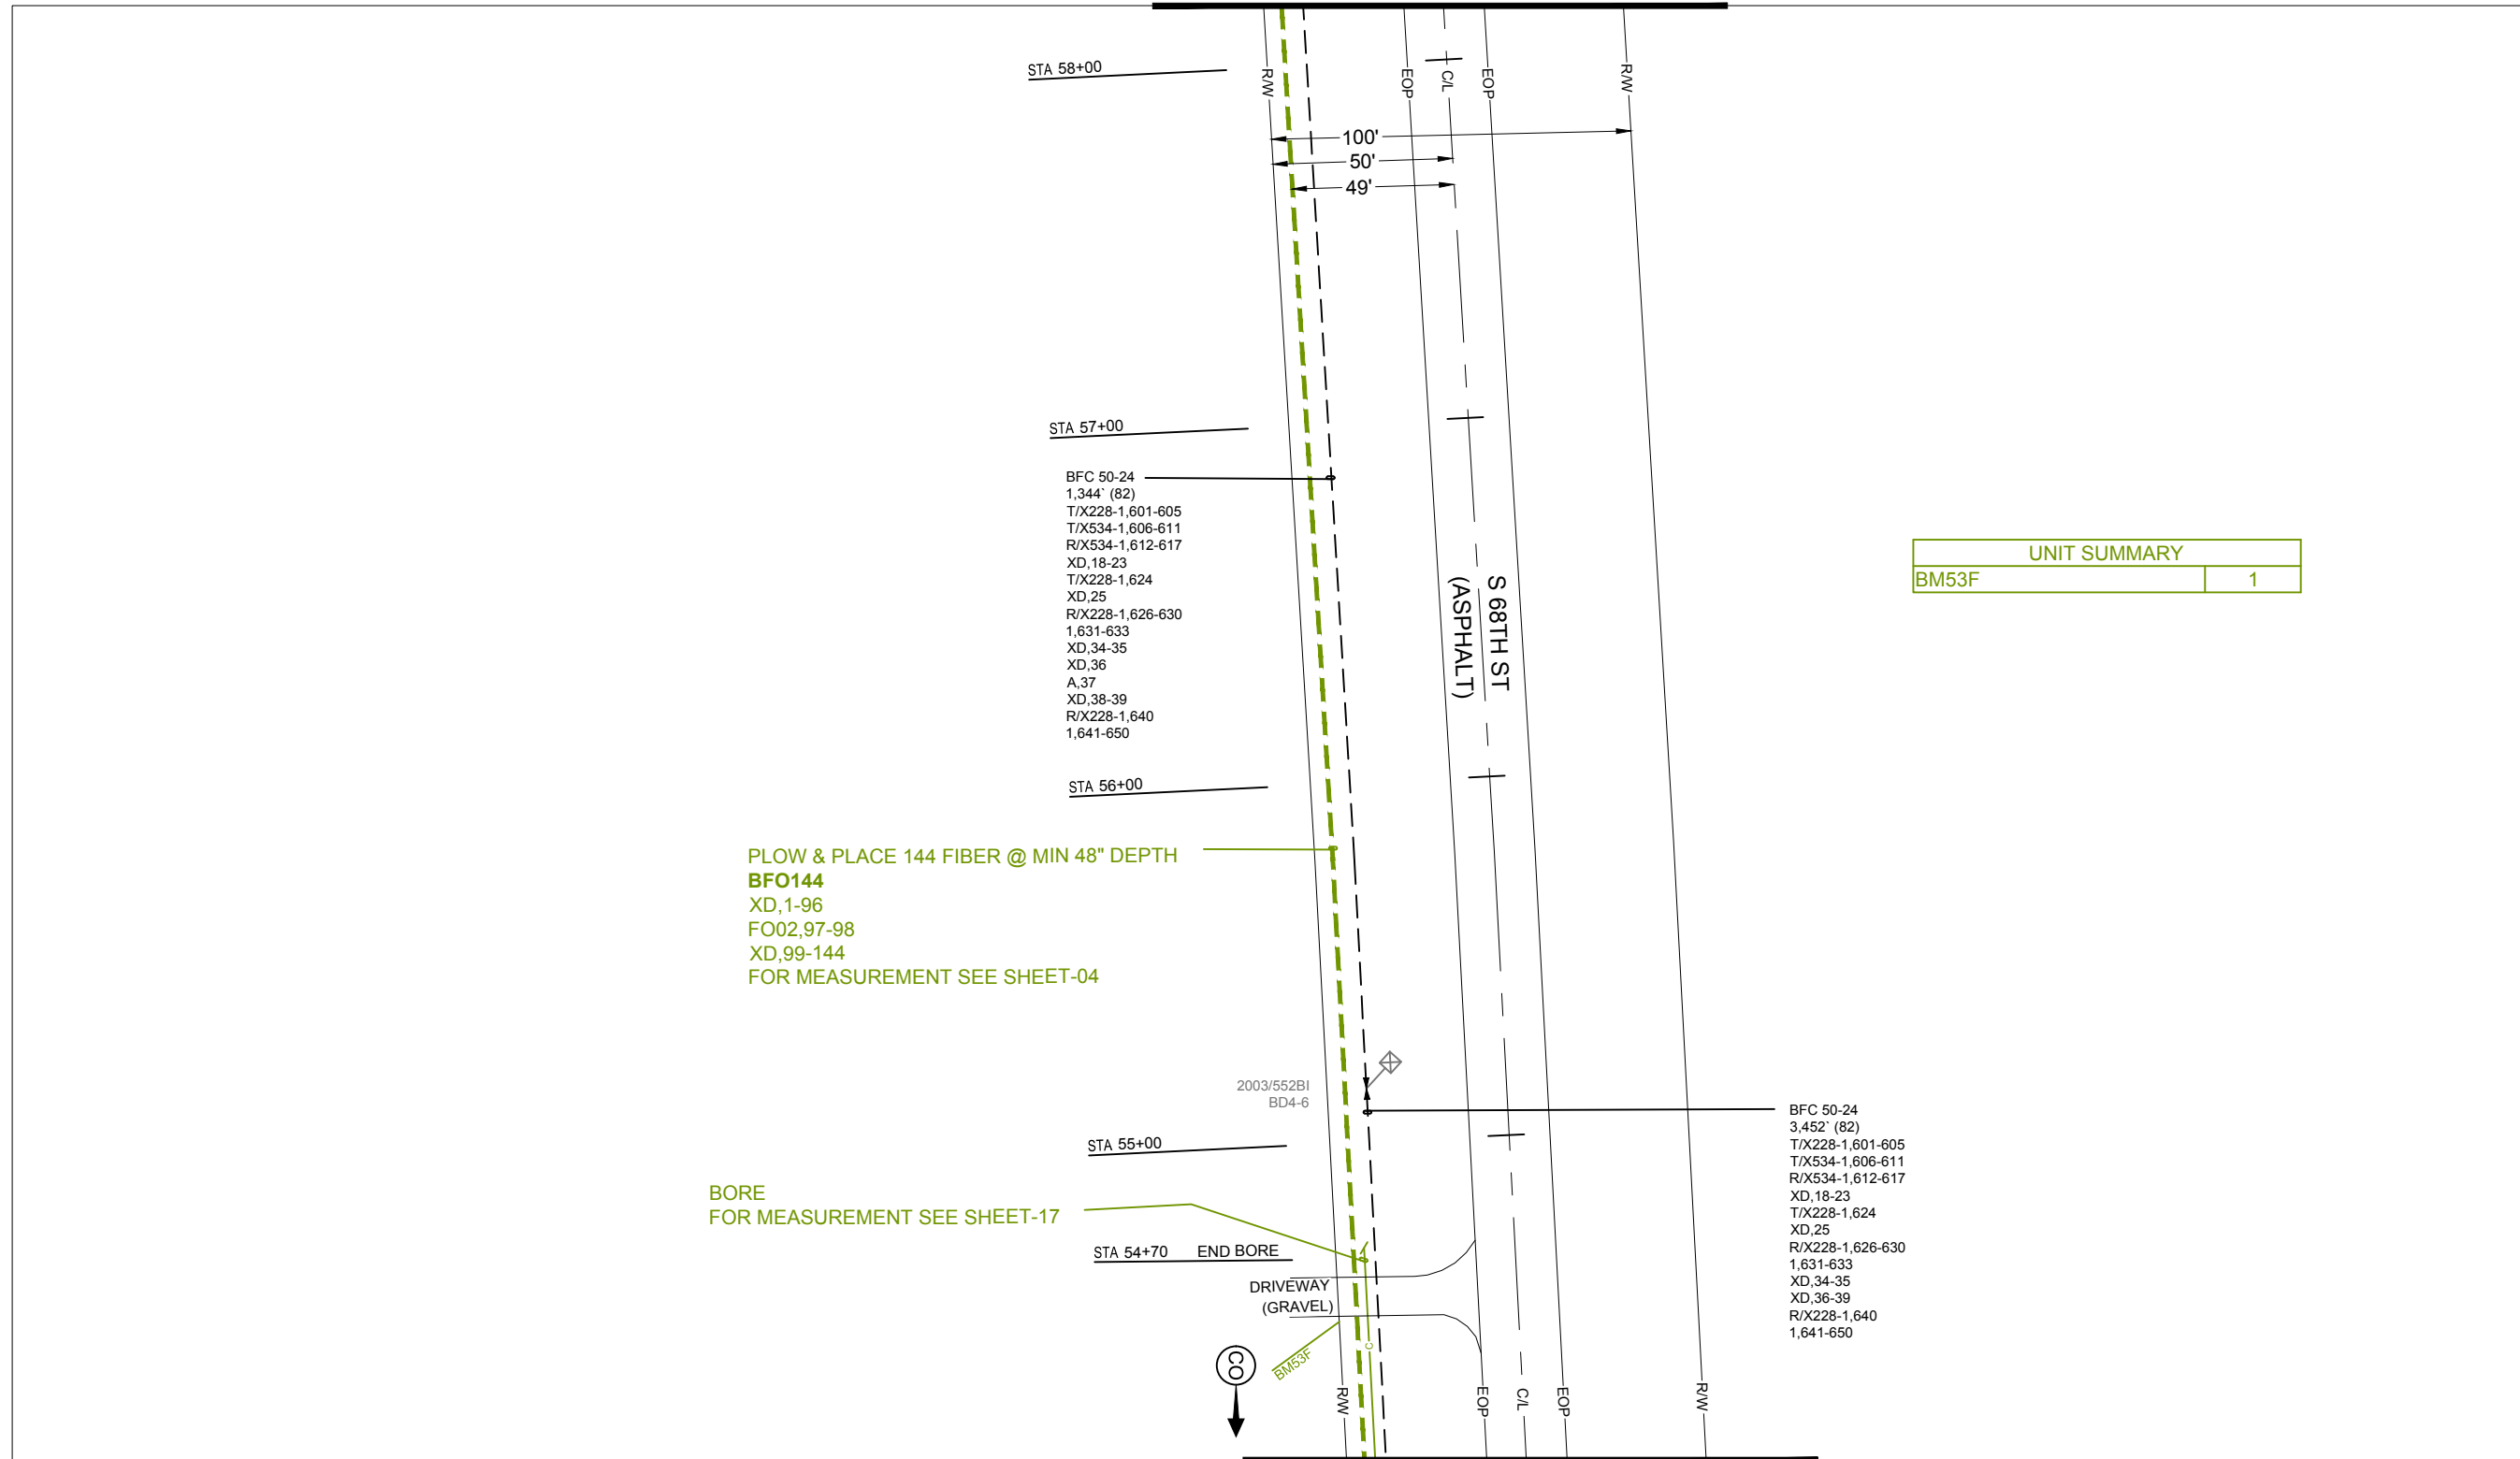 STA 58+00
R/W
EOP
C/L
EOP
R/W
100'
50'
49'
STA 57+00
BFC 50-24
1,344` (82)
T/X228-1,601-605
T/X534-1,606-611
R/X534-1,612-617
XD,18-23
T/X228-1,624
XD,25
R/X228-1,626-630
1,631-633
XD,34-35
XD,36
A,37
XD,38-39
R/X228-1,640
1,641-650
S 68TH ST
(ASPHALT)
UNIT SUMMARY
BM53F 1
STA 56+00
PLOW & PLACE 144 FIBER @ MIN 48" DEPTH
BFO144
XD,1-96
FO02,97-98
XD,99-144
FOR MEASUREMENT SEE SHEET-04
2003/552BI
BD4-6
STA 55+00
BFC 50-24
3,452` (82)
T/X228-1,601-605
T/X534-1,606-611
R/X534-1,612-617
XD,18-23
T/X228-1,624
XD,25
R/X228-1,626-630
1,631-633
XD,34-35
XD,36-39
R/X228-1,640
1,641-650
BORE
FOR MEASUREMENT SEE SHEET-17
STA 54+70 END BORE
DRIVEWAY
(GRAVEL)
BM53F
C
CO
R/W
EOP
C/L
EOP
R/W